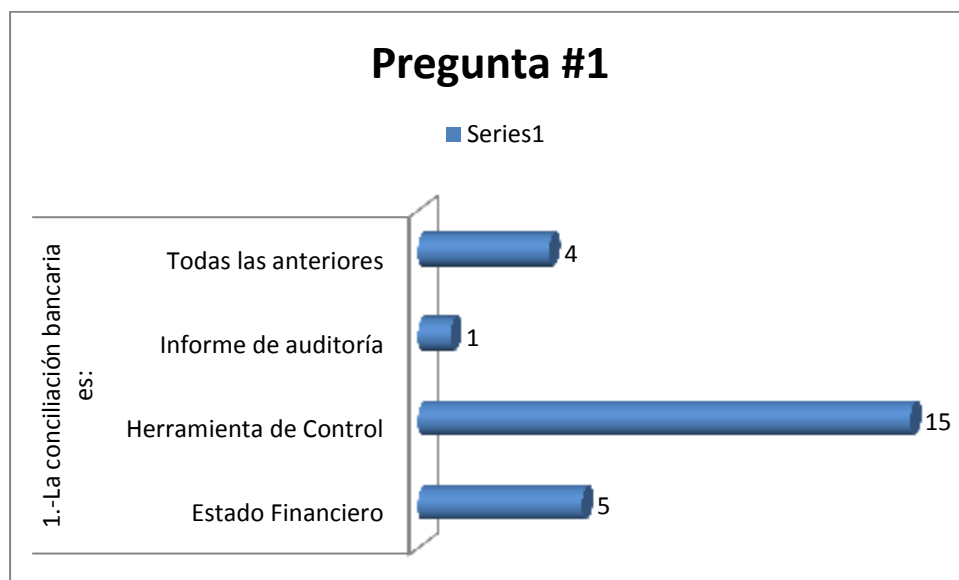 Pregunta #1
Series1
1.-La conciliación bancaria
es:
Todas las anteriores
4
Informe de auditoría
1
Herramienta de Control
15
Estado Financiero
5